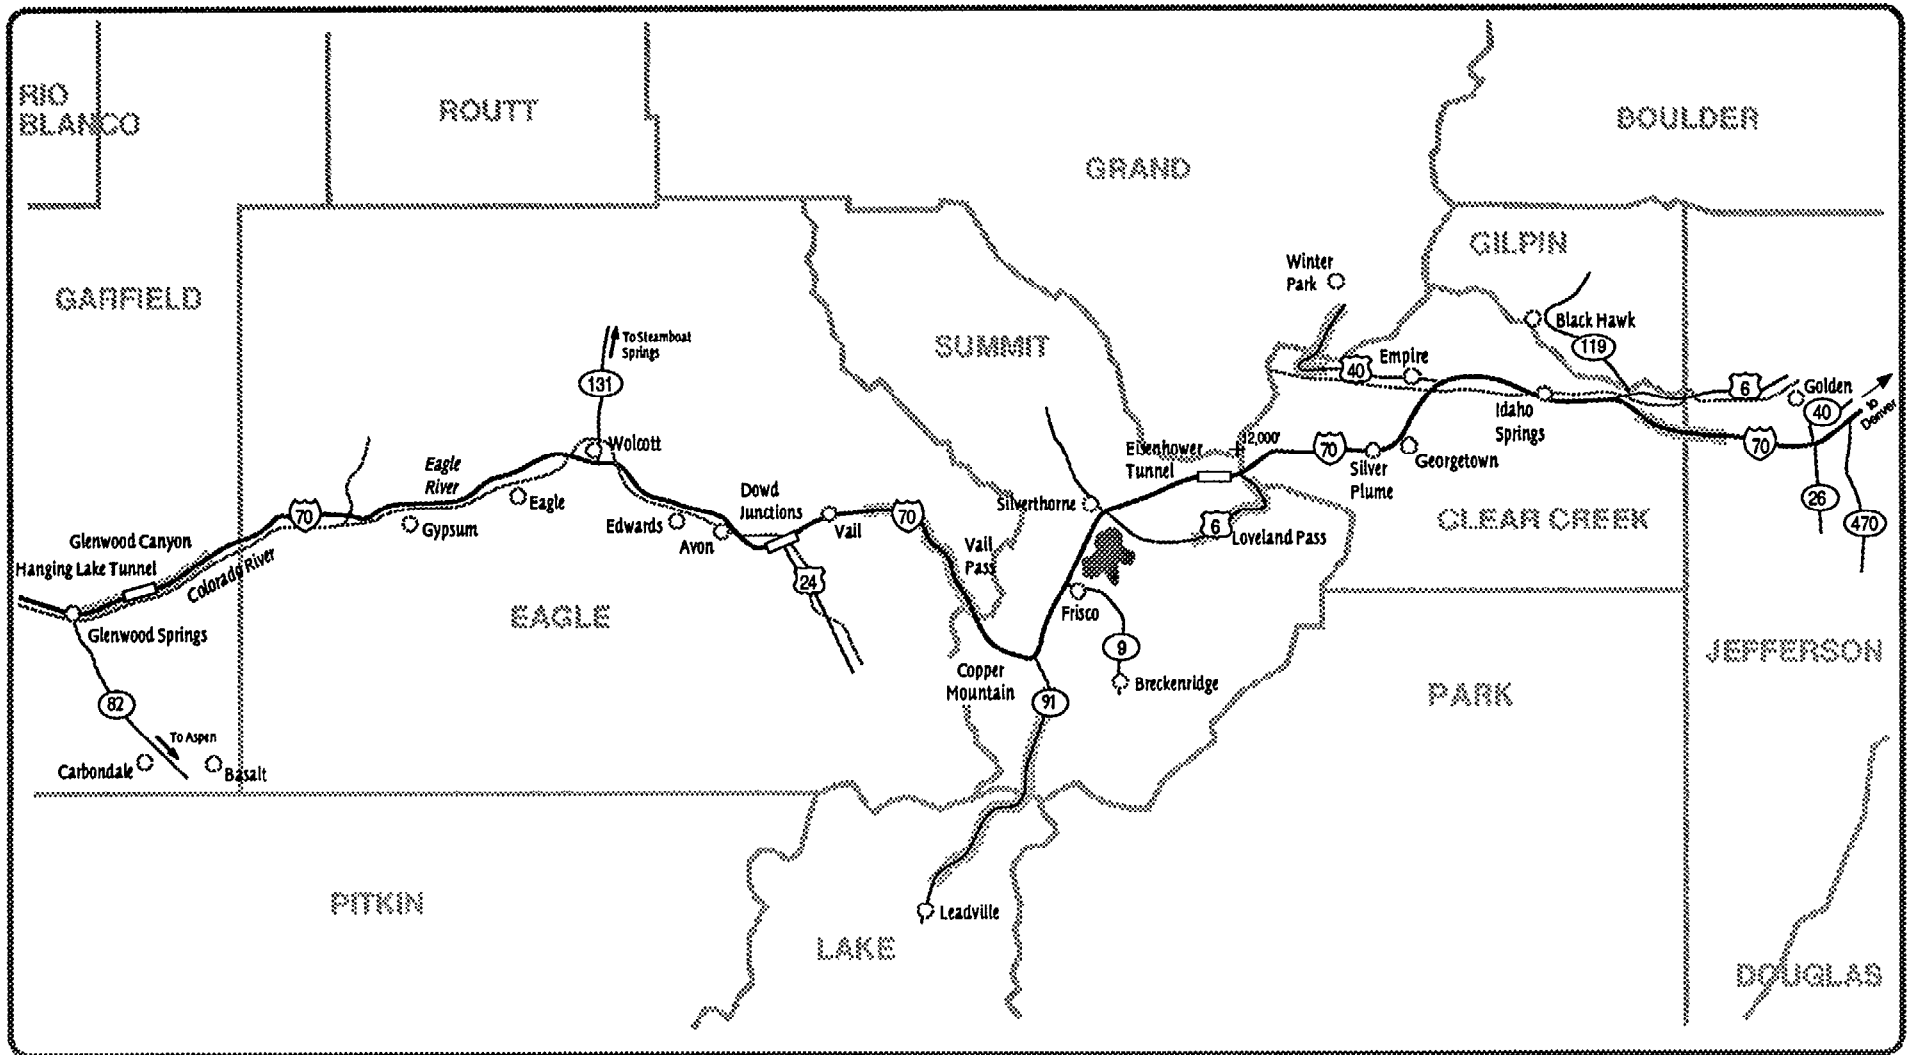 RIO
BLANCO
ROUTT
GRAND
BOULDER
GILPIN
GARFIELD
SUMMIT
Winter
Park
Black Hawk
119
To Steamboat
Springs
131
40
Empire
6
Golden
40
To
Denver
Idaho
Springs
Wolcott
Eagle
River
Eagle
Eisenhower
Tunnel
12,000'
70
Silver
Plume
Georgetown
70
26
470
Dowd
Junctions
Edwards
Avon
Vail
70
Vail
Pass
Silverthorne
6
Loveland Pass
CLEAR CREEK
70
Gypsum
Glenwood Canyon
Hanging Lake Tunnel
Colorado River
24
Glenwood Springs
EAGLE
Frisco
9
Breckenridge
JEFFERSON
PARK
Copper
Mountain
91
82
To Aspen
Carbondale
Basalt
PITKIN
Leadville
LAKE
DOUGLAS